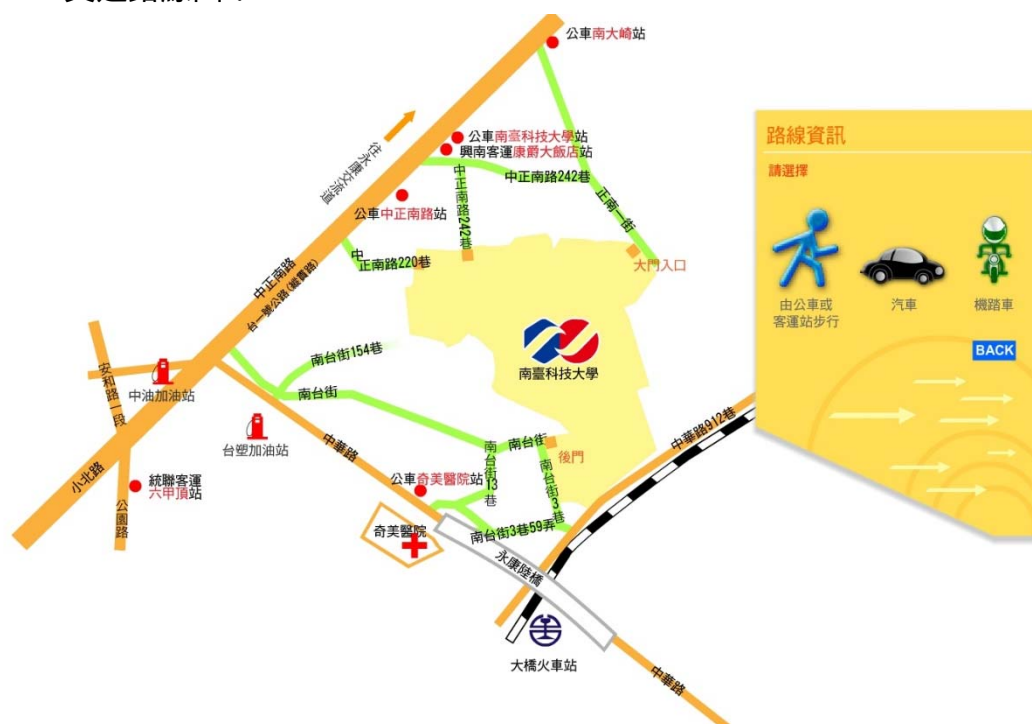 公車南大崎站
公車南臺科技大學站
興南客運康爵大飯店站
往永康交流道
中正南路242巷
中正南路242巷
正南一街
公車中正南路站
中正南路220巷
大門入口
中正南路
台一號公路(縱貫路)
南台街154巷
南臺科技大學
安和路一段
中油加油站
南台街
台塑加油站
中華路
南台街
後門
中華路912巷
小北路
統聯客運
六甲頂站
公園路
公車奇美醫院站
南台街13巷
南台街3巷
奇美醫院
南台街3巷59弄
永康陸橋
大橋火車站
中華路
路線資訊
請選擇
由公車或
客運站步行
汽車
機踏車
BACK